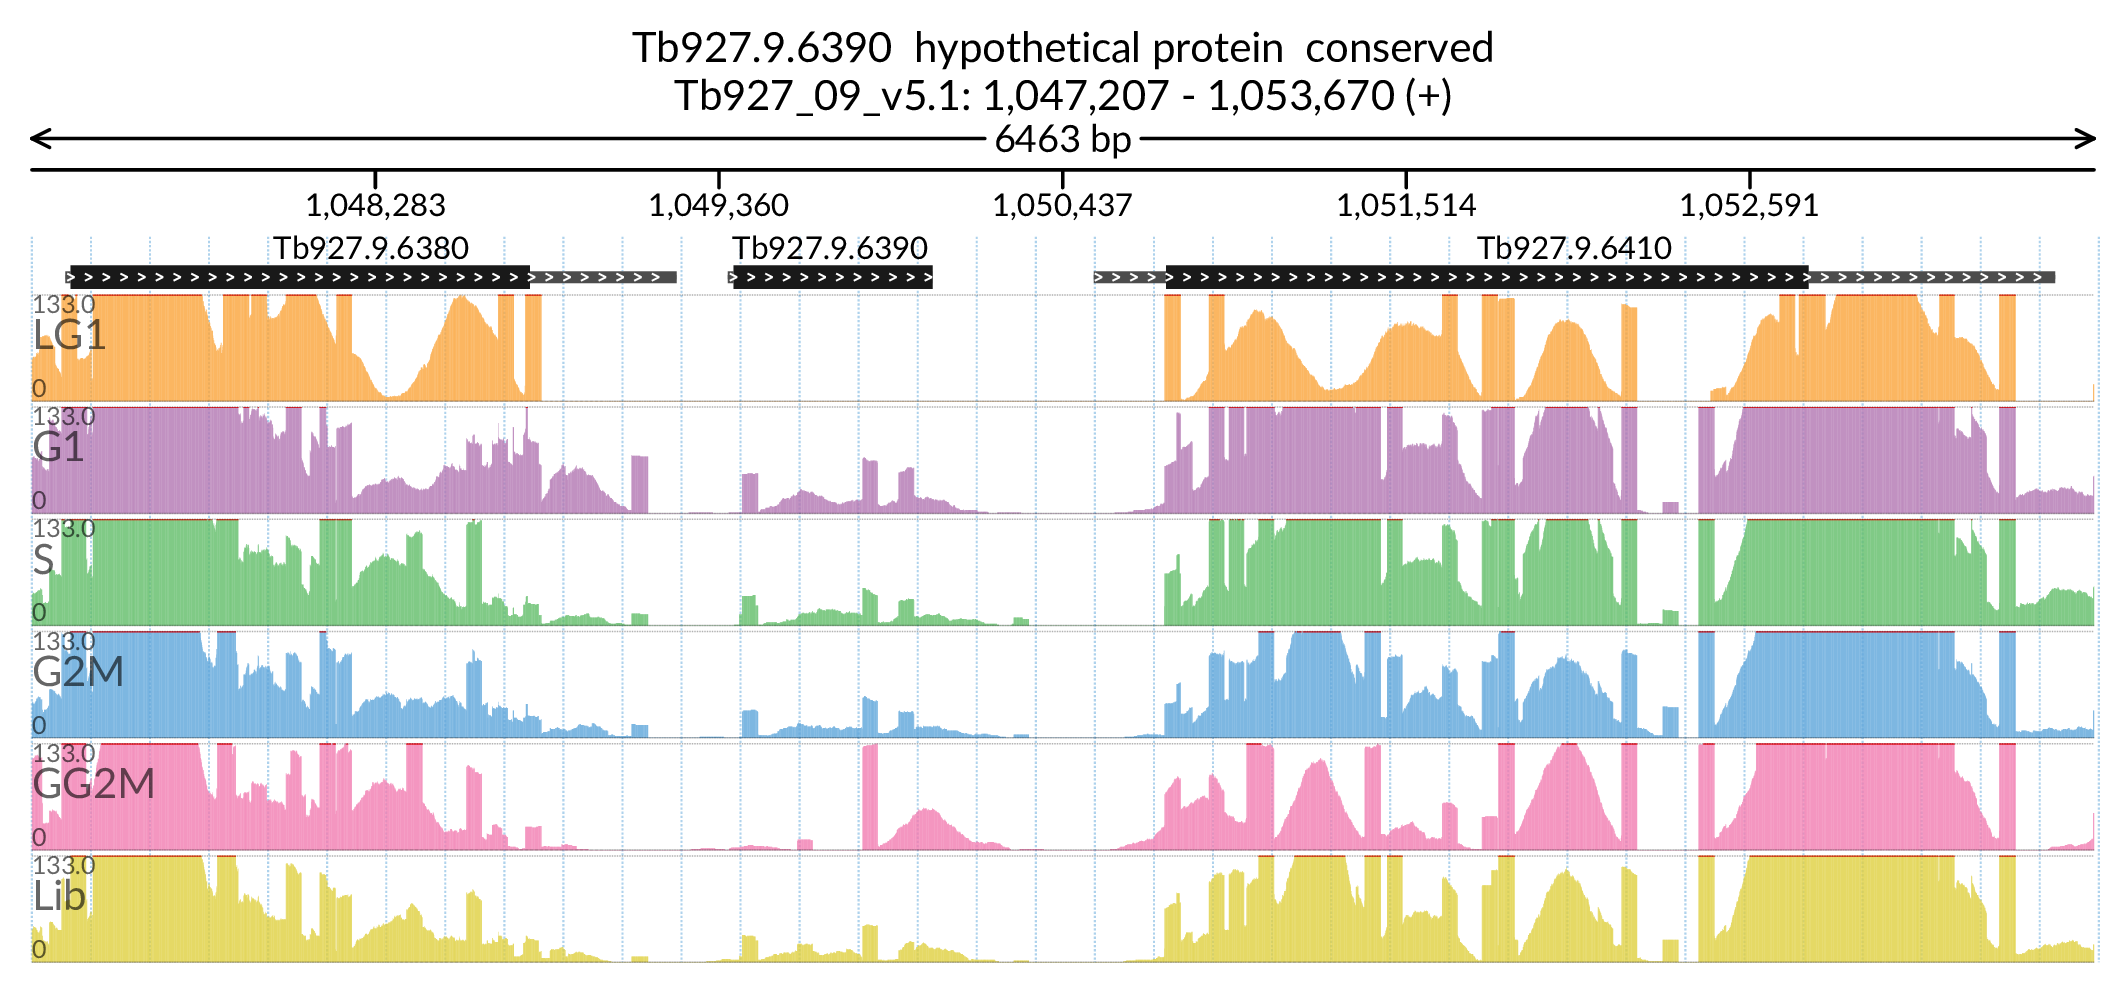 Tb927.9.6390  hypothetical protein  conserved
Tb927_09_v5.1: 1,047,207 - 1,053,670 (+)
6463 bp
1,048,283 1,049,360 1,050,437 1,051,514 1,052,591
Tb927.9.6380 Tb927.9.6390 Tb927.9.6410
133.0
LG1
0
133.0
G1
0
133.0
S
0
133.0
G2M
0
133.0
GG2M
0
133.0
Lib
0